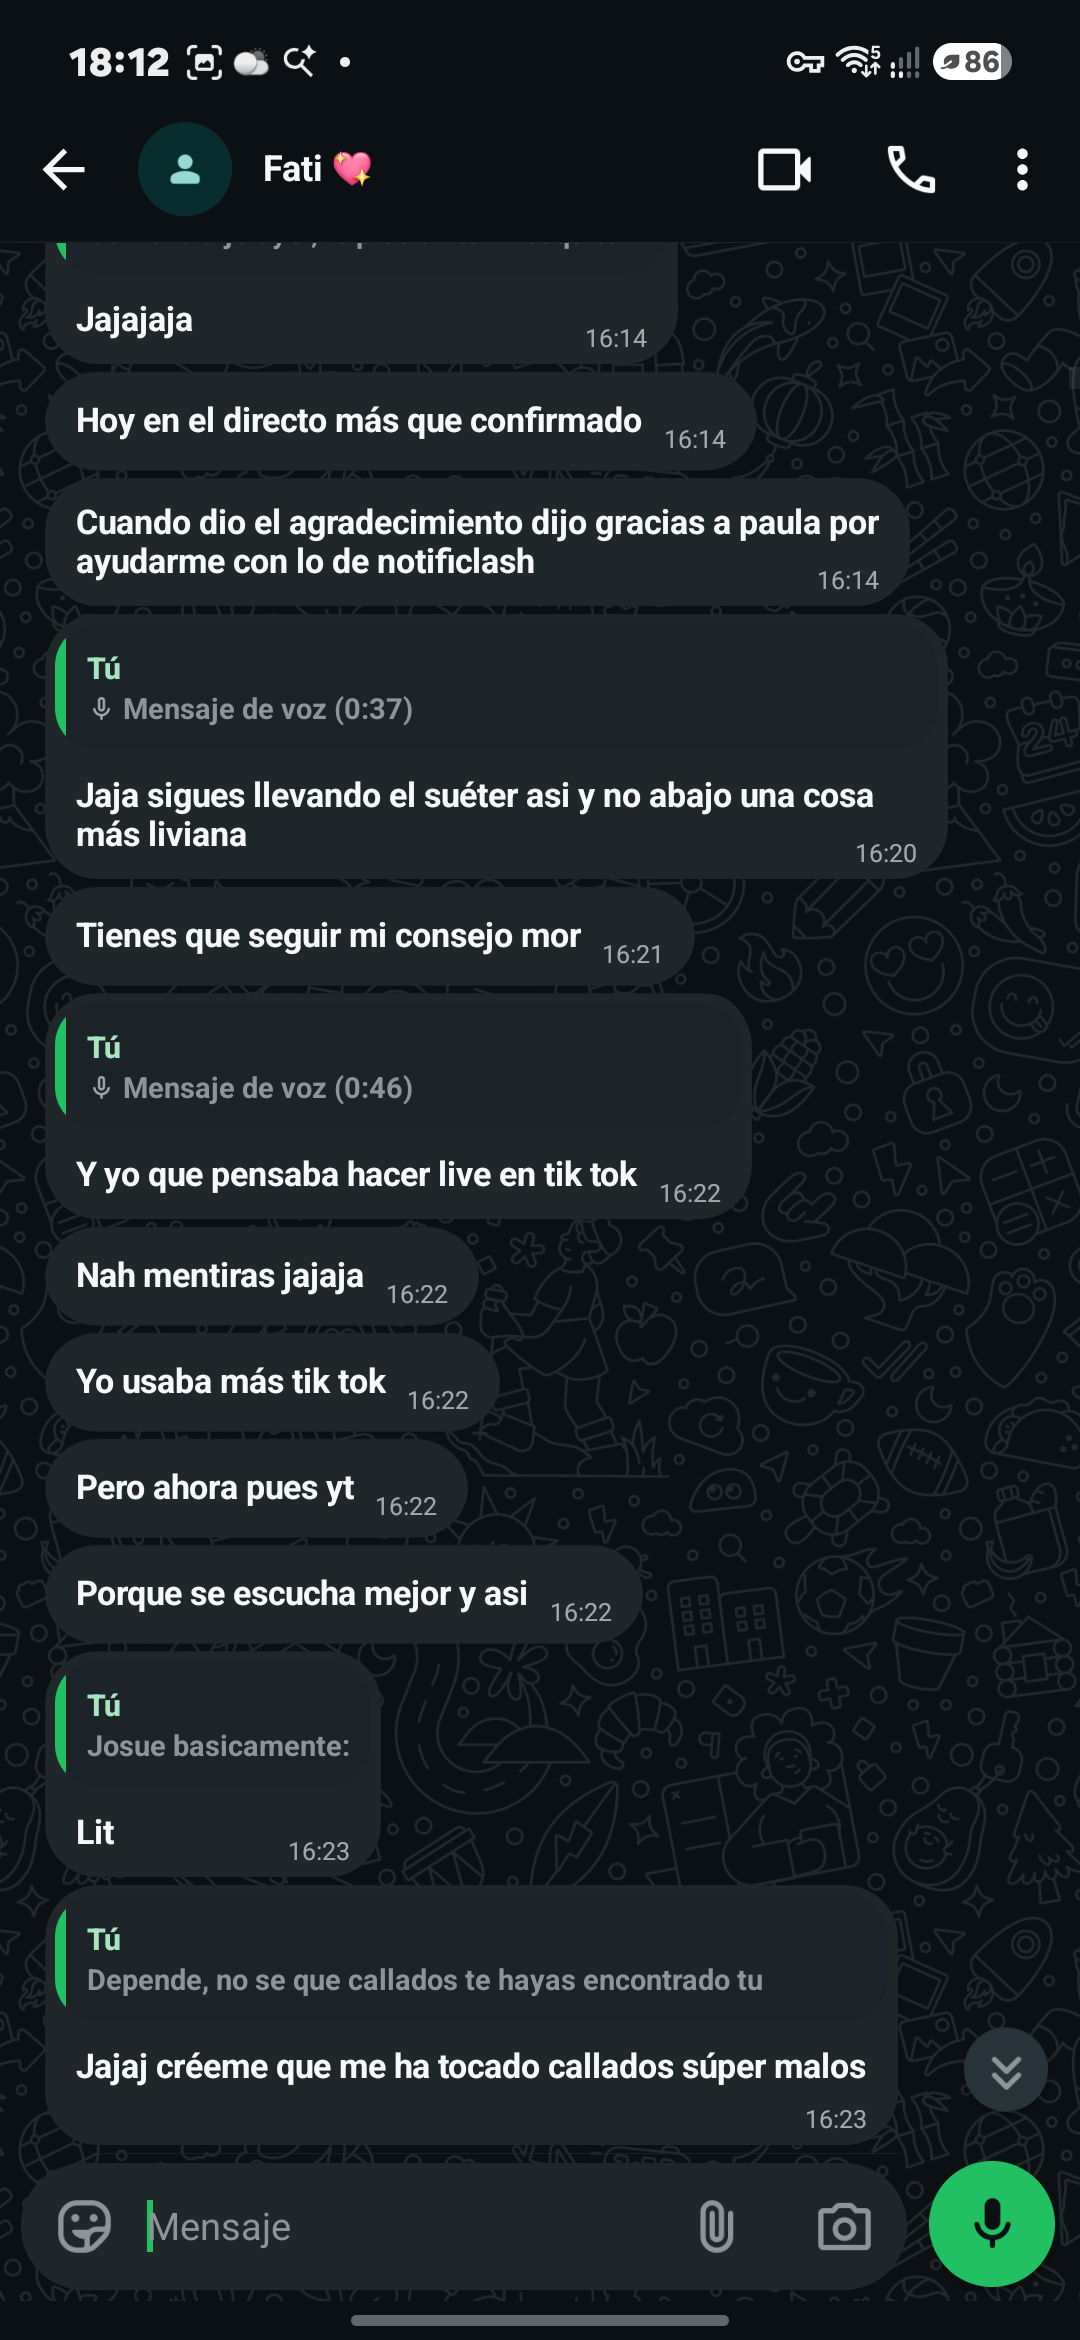 18:12
5
86
Fati
Jajajaja
16:14
Hoy en el directo más que confirmado
16:14
Cuando dio el agradecimiento dijo gracias a paula por
ayudarme con lo de notificlash
16:14
Tú
Mensaje de voz (0:37)
Jaja sigues llevando el suéter asi y no abajo una cosa
más liviana
16:20
Tienes que seguir mi consejo mor
16:21
Tú
Mensaje de voz (0:46)
Y yo que pensaba hacer live en tik tok
16:22
Nah mentiras jajaja
16:22
Yo usaba más tik tok
16:22
Pero ahora pues yt
16:22
Porque se escucha mejor y asi
16:22
Tú
Josue basicamente:
Lit
16:23
Tú
Depende, no se que callados te hayas encontrado tu
Jajaj créeme que me ha tocado callados súper malos
16:23
Mensaje